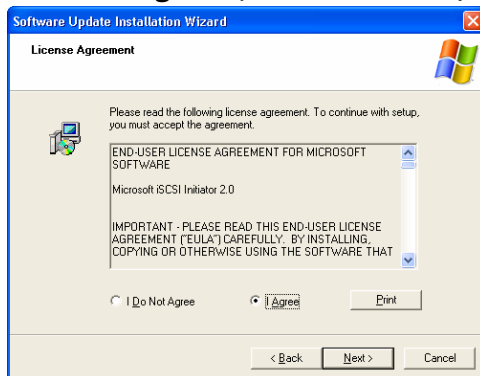 Software Update Installation Wizard
License Agreement
Please read the following license agreement. To continue with setup,
you must accept the agreement.
END-USER LICENSE AGREEMENT FOR MICROSOFT
SOFTWARE
Microsoft iSCSI Initiator 2.0
IMPORTANT - PLEASE READ THIS END-USER LICENSE
AGREEMENT ("EULA") CAREFULLY. BY INSTALLING,
COPYING OR OTHERWISE USING THE SOFTWARE THAT
I Do Not Agree
I Agree
Print
< Back
Next >
Cancel